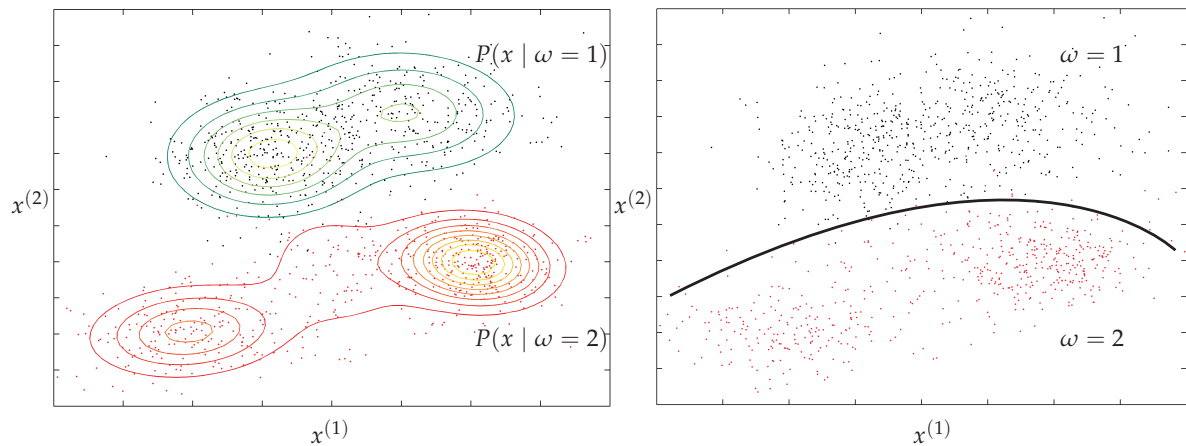 P(x | ω = 1)
x^(2)
P(x | ω = 2)
x^(1)
ω = 1
x^(2)
ω = 2
x^(1)